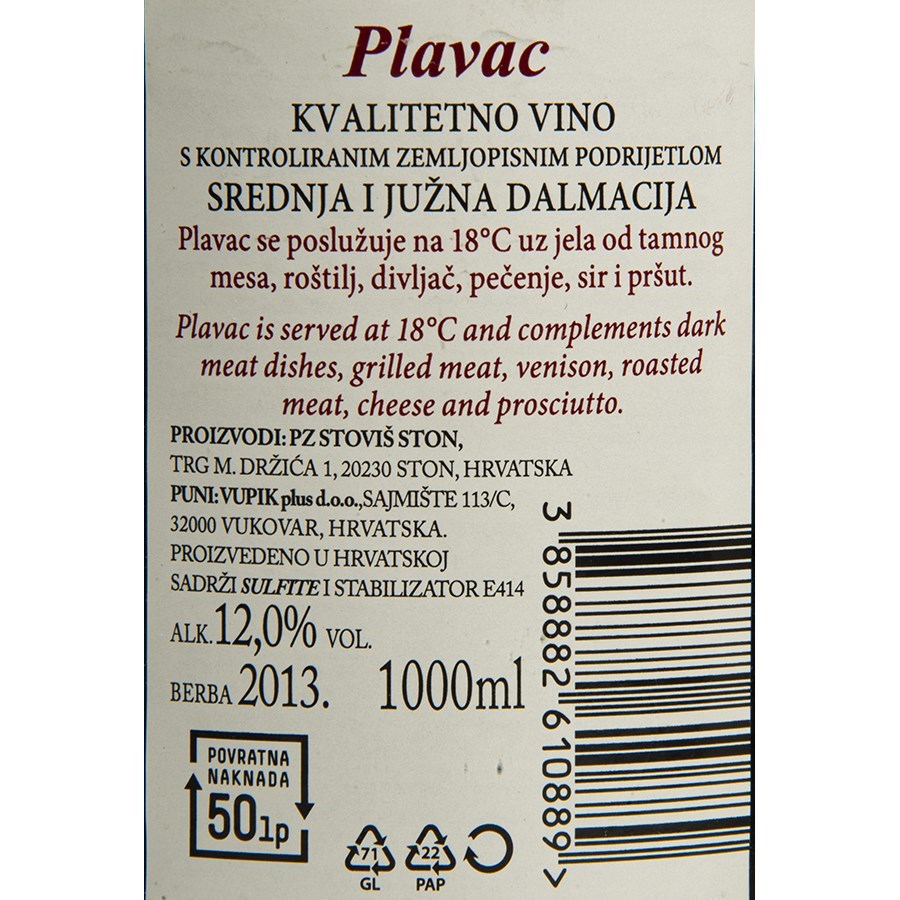 Plavac
KVALITETNO VINO
S KONTROLIRANIM ZEMLJOPISNIM PODRIJETLOM
SREDNJA I JUŽNA DALMACIJA
Plavac se poslužuje na 18°C uz jela od tamnog
mesa, roštilj, divljač, pečenje, sir i pršut.
Plavac is served at 18°C and complements dark
meat dishes, grilled meat, venison, roasted
meat, cheese and prosciutto.
PROIZVODI: PZ STOVIŠ STON,
TRG M. DRŽIĆA 1, 20230 STON, HRVATSKA
PUNI: VUPIK plus d.o.o.,SAJMIŠTE 113/C,
32000 VUKOVAR, HRVATSKA.
PROIZVEDENO U HRVATSKOJ
SADRŽI SULFITE I STABILIZATOR E414
ALK. 12,0% VOL.
BERBA 2013. 1000ml
POVRATNA
NAKNADA
50lp
71
GL
22
PAP
3 858882 610889 >